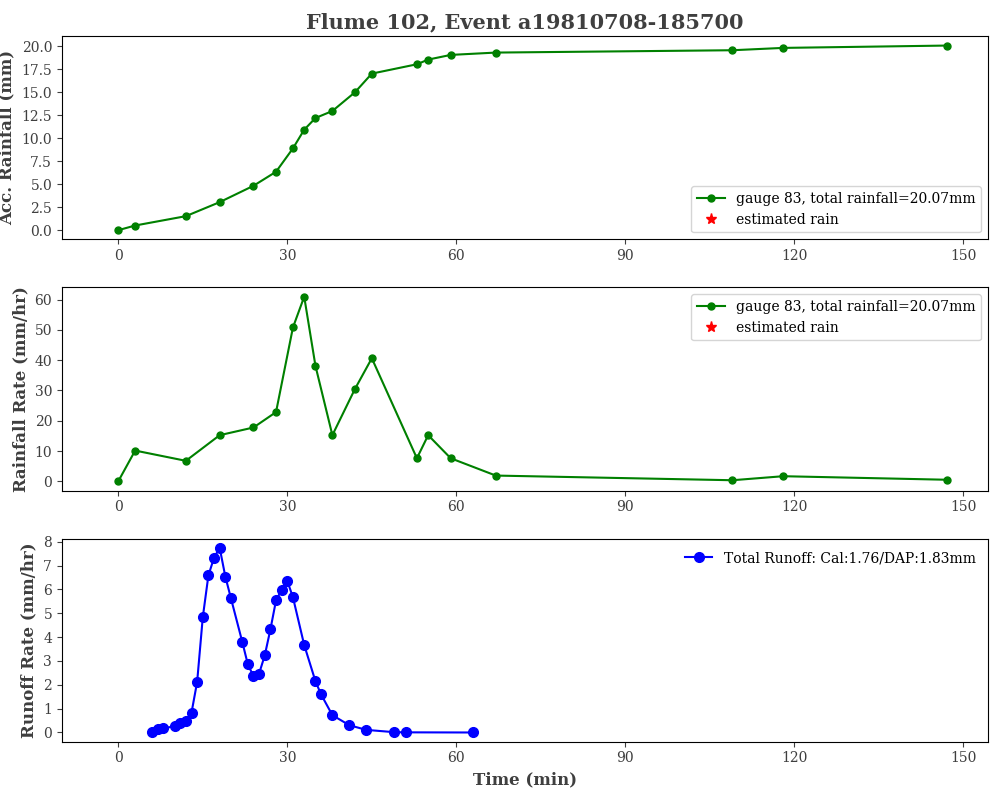 Flume 102, Event a19810708-185700
Acc. Rainfall (mm)
20.0
17.5
15.0
12.5
10.0
7.5
5.0
2.5
0.0
gauge 83, total rainfall=20.07mm
estimated rain
0 30 60 90 120 150
Rainfall Rate (mm/hr)
60
50
40
30
20
10
0
gauge 83, total rainfall=20.07mm
estimated rain
0 30 60 90 120 150
Runoff Rate (mm/hr)
8
7
6
5
4
3
2
1
0
Total Runoff: Cal:1.76/DAP:1.83mm
0 30 60 90 120 150
Time (min)